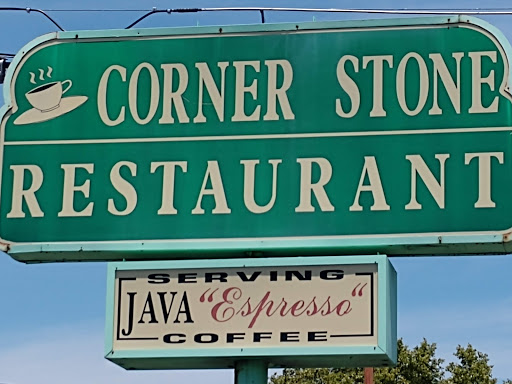 CORNER STONE
RESTAURANT
SERVING
JAVA "Espresso"
COFFEE